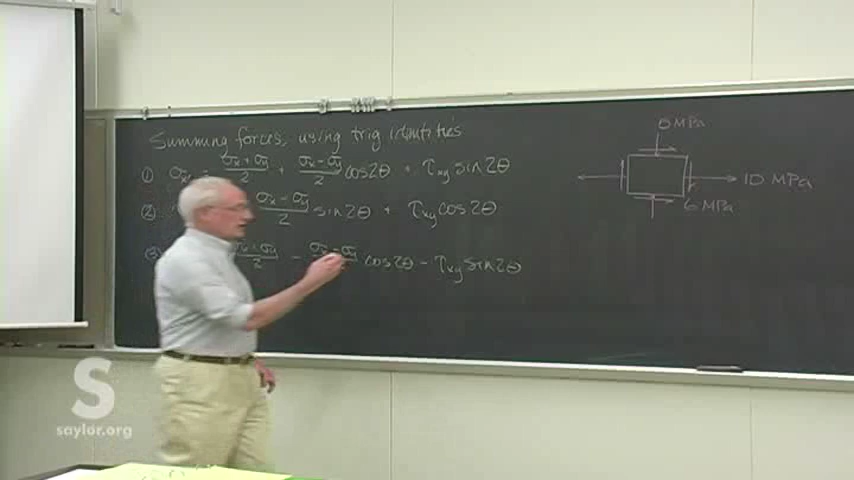 Summing forces, using trig identities
① σx σx + σy / 2 + σx - σy / 2 cos2θ + τxy sin2θ
② σx - σy / 2 sin2θ + τxy cos2θ
③ σx + σy / 2 - σx - σy / 2 cos2θ - τxy sin2θ
MPa
10 MPa
6 MPa
S
saylor.org